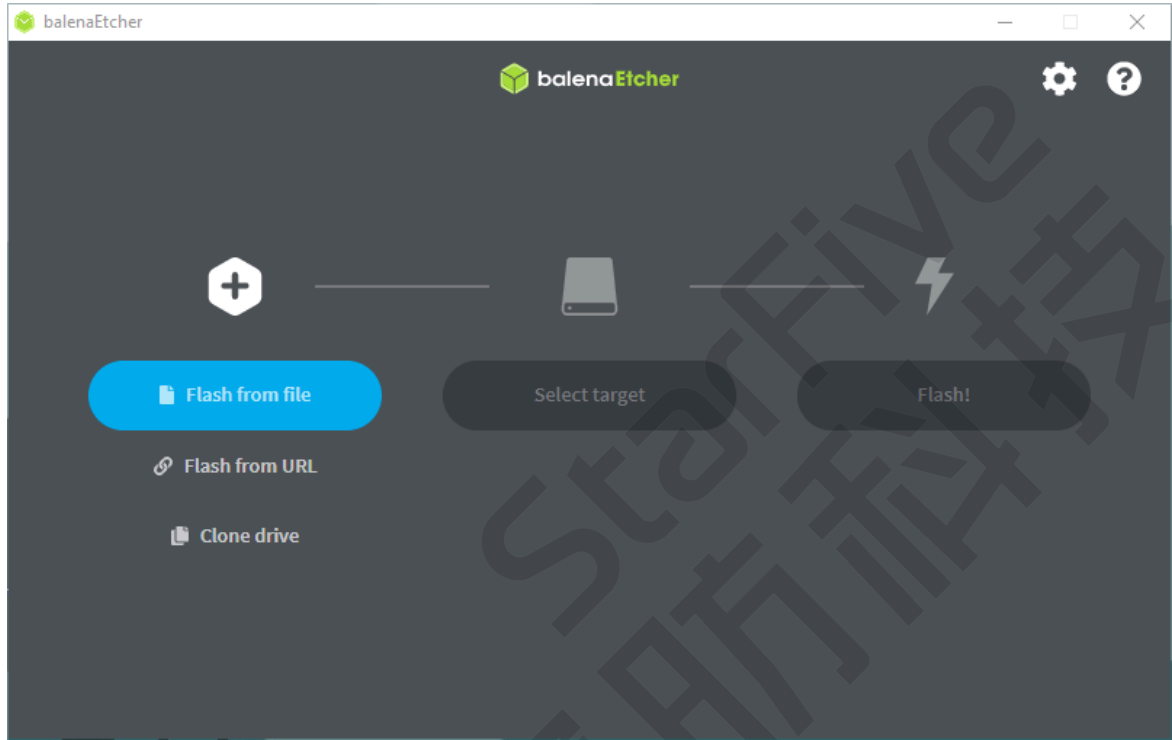 balenaEtcher
balenaEtcher
Flash from file
Select target
Flash!
Flash from URL
Clone drive
StarFive